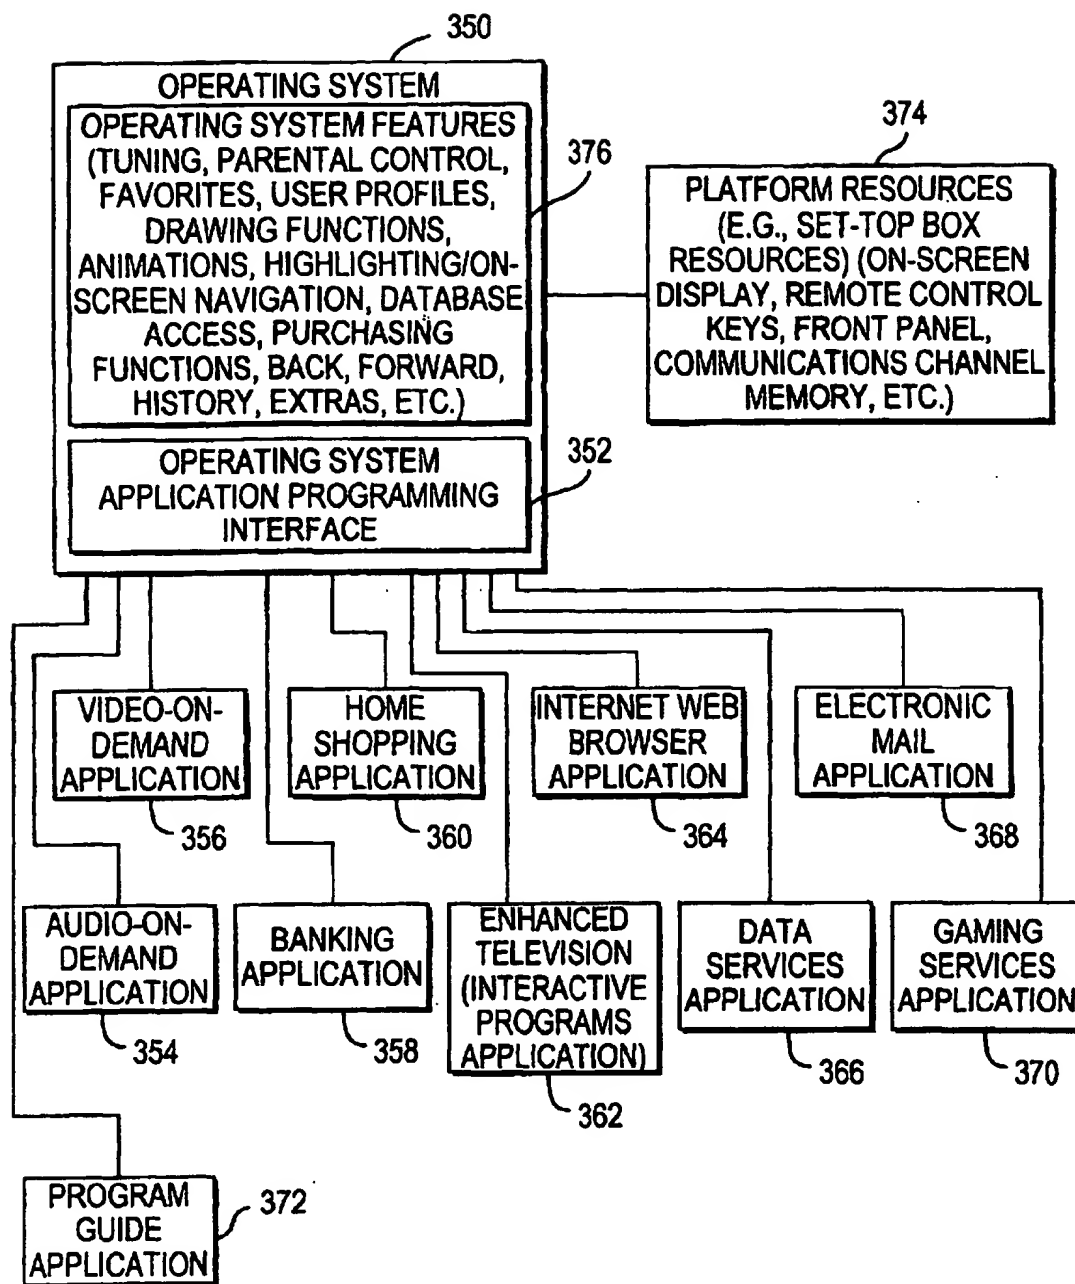 350
OPERATING SYSTEM
OPERATING SYSTEM FEATURES
(TUNING, PARENTAL CONTROL,
FAVORITES, USER PROFILES,
DRAWING FUNCTIONS,
ANIMATIONS, HIGHLIGHTING/ON-
SCREEN NAVIGATION, DATABASE
ACCESS, PURCHASING
FUNCTIONS, BACK, FORWARD,
HISTORY, EXTRAS, ETC.)
376
374
PLATFORM RESOURCES
(E.G., SET-TOP BOX
RESOURCES) (ON-SCREEN
DISPLAY, REMOTE CONTROL
KEYS, FRONT PANEL,
COMMUNICATIONS CHANNEL
MEMORY, ETC.)
OPERATING SYSTEM
APPLICATION PROGRAMMING
INTERFACE
352
VIDEO-ON-
DEMAND
APPLICATION
356
HOME
SHOPPING
APPLICATION
360
INTERNET WEB
BROWSER
APPLICATION
364
ELECTRONIC
MAIL
APPLICATION
368
AUDIO-ON-
DEMAND
APPLICATION
354
BANKING
APPLICATION
358
ENHANCED
TELEVISION
(INTERACTIVE
PROGRAMS
APPLICATION)
362
DATA
SERVICES
APPLICATION
366
GAMING
SERVICES
APPLICATION
370
PROGRAM
GUIDE
APPLICATION
372